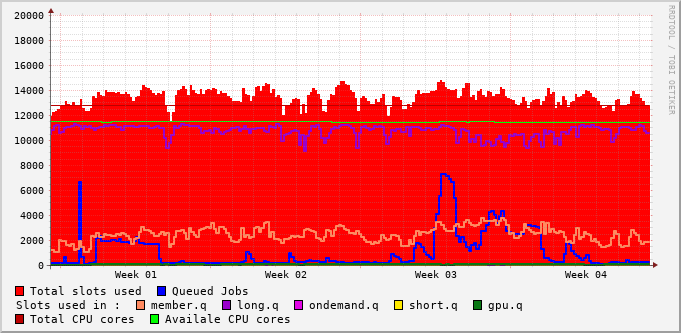 20000
18000
16000
14000
12000
10000
8000
6000
4000
2000
0
Week 01 Week 02 Week 03 Week 04
RRDTOOL / TOBI OETIKER
Total slots used Queued Jobs
Slots used in : member.q long.q ondemand.q short.q gpu.q
Total CPU cores Availale CPU cores